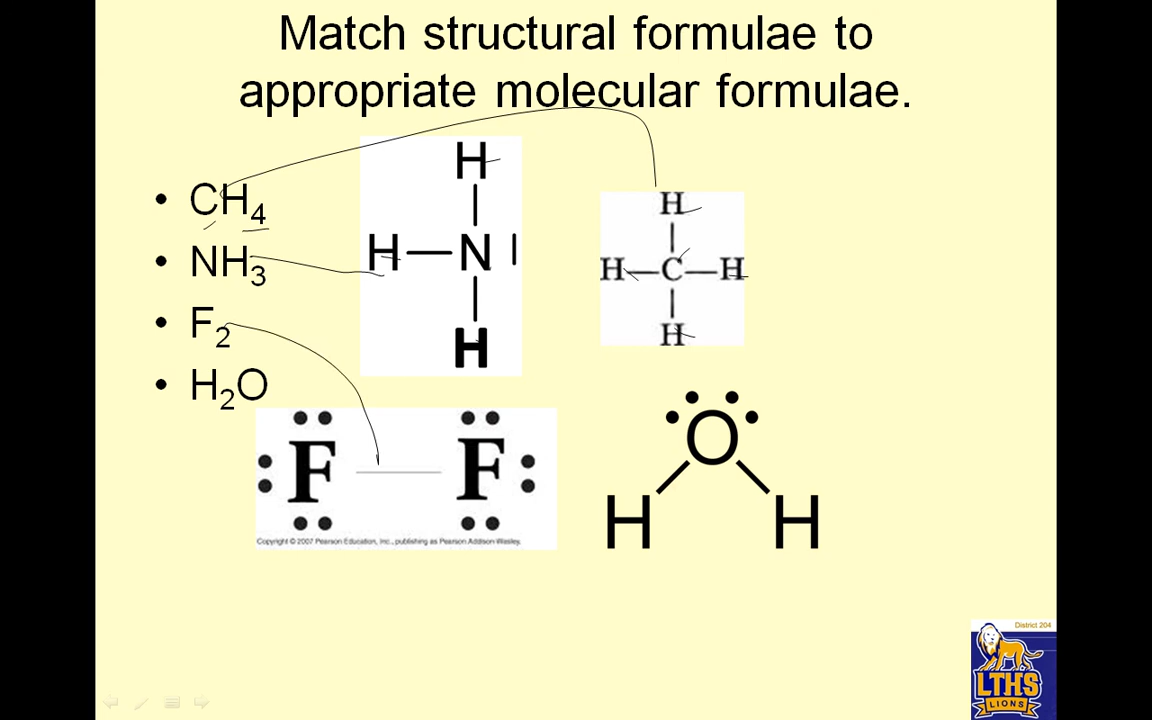 Match structural formulae to
appropriate molecular formulae.
• CH4
• NH3
• F2
• H2O
H
H—N|
H
H
H—C—H
H
F — F
Copyright © 2007 Pearson Education, Inc., publishing as Pearson Addison-Wesley.
O
H H
District 204
LTHS
LIONS